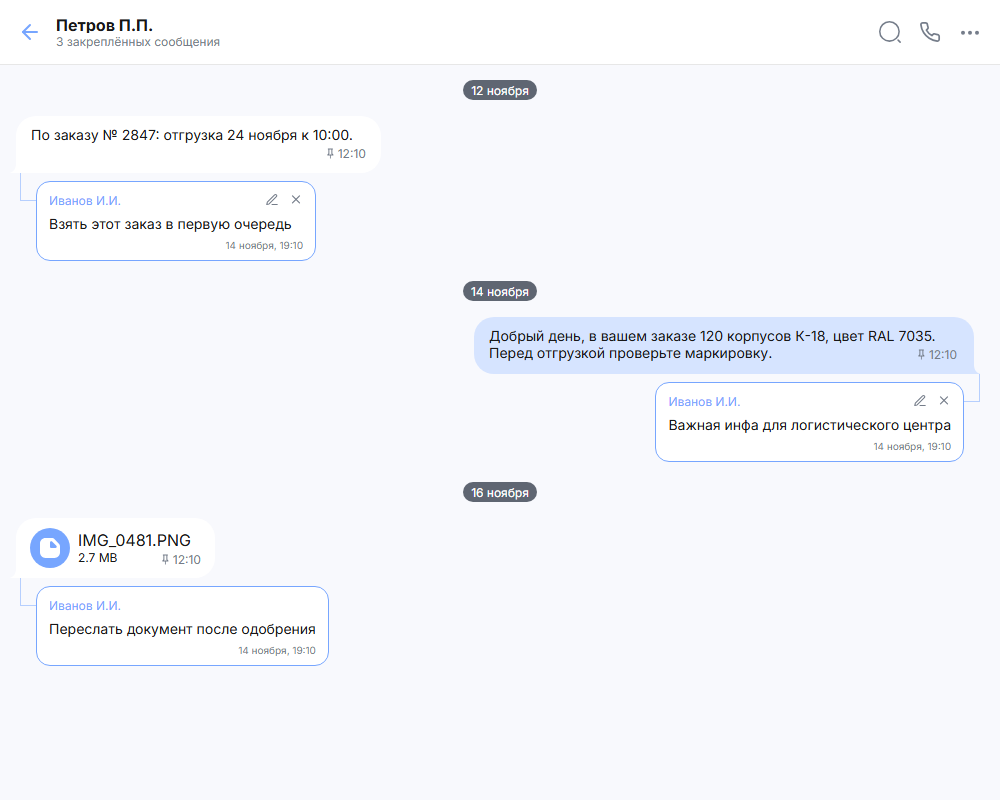 Петров П.П.
3 закреплённых сообщения
12 ноября
По заказу № 2847: отгрузка 24 ноября к 10:00.
12:10
Иванов И.И.
Взять этот заказ в первую очередь
14 ноября, 19:10
14 ноября
Добрый день, в вашем заказе 120 корпусов К-18, цвет RAL 7035.
Перед отгрузкой проверьте маркировку.
12:10
Иванов И.И.
Важная инфа для логистического центра
14 ноября, 19:10
16 ноября
IMG_0481.PNG
2.7 MB
12:10
Иванов И.И.
Переслать документ после одобрения
14 ноября, 19:10